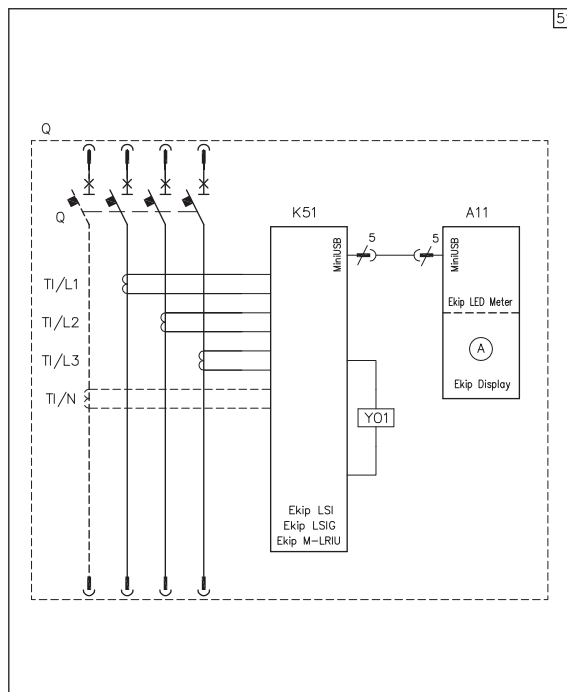 Q
Q
K51
A11
MiniUSB
5
5
MiniUSB
TI/L1
Ekip LED Meter
TI/L2
A
TI/L3
Ekip Display
TI/N
YO1
Ekip LSI
Ekip LSIG
Ekip M-LRIU